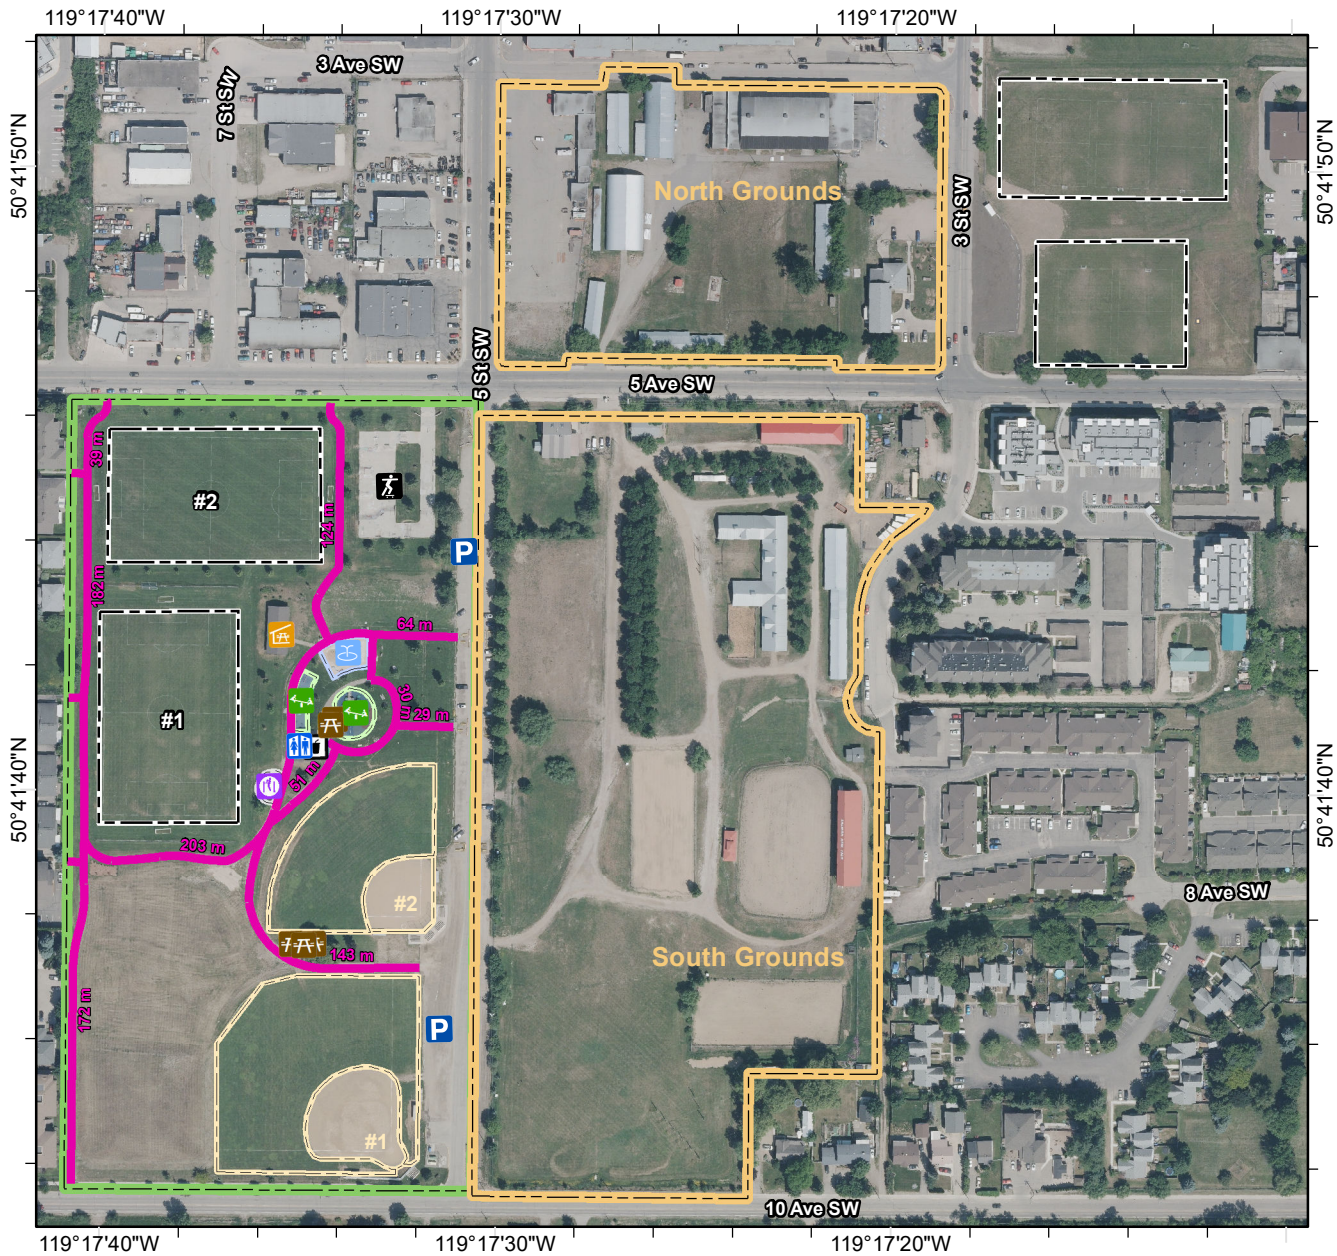 119°17'40"W
119°17'30"W
119°17'20"W
3 Ave SW
7 St SW
50°41'50"N
50°41'50"N
North Grounds
3 St SW
5 St SW
5 Ave SW
39 m
#2
124 m
P
182 m
64 m
30 m
29 m
#1
51 m
50°41'40"N
50°41'40"N
203 m
8 Ave SW
#2
143 m
South Grounds
172 m
P
#1
10 Ave SW
119°17'40"W
119°17'30"W
119°17'20"W